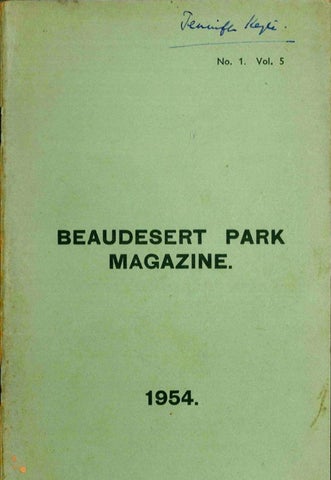 Jennifer
No. 1. Vol. 5
BEAUDESERT PARK
MAGAZINE.
1954.